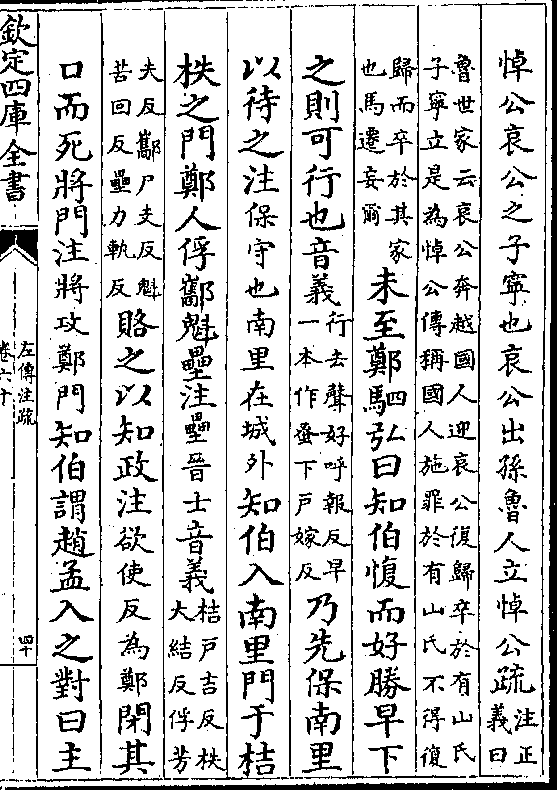 悼公哀公之子寧也哀公出孫魯人立悼公疏注正義曰
魯世家云哀公奔越國人迎哀公復歸卒於有山氏
子寧立是為悼公傳稱國人施罪於有山氏不得復
歸而卒於其家
也馬遷妄爾
未至鄭駟弘曰知伯愎而好勝早下
之則可行也音義行去聲好呼報反早
一本作蚤下戸嫁反
乃先保南里
以待之注保守也南里在城外知伯入南里門于桔
柣之門鄭人俘酅魁壘注壘晉士音義桔戸吉反柣
大結反俘芳
夫反酅尸支反魁
苦回反壘力軌反
賂之以知政注欲使反為鄭閉其
口而死將門注將攻鄭門知伯謂趙孟入之對曰主
欽定四庫全書
左傳注疏
卷六十
四十